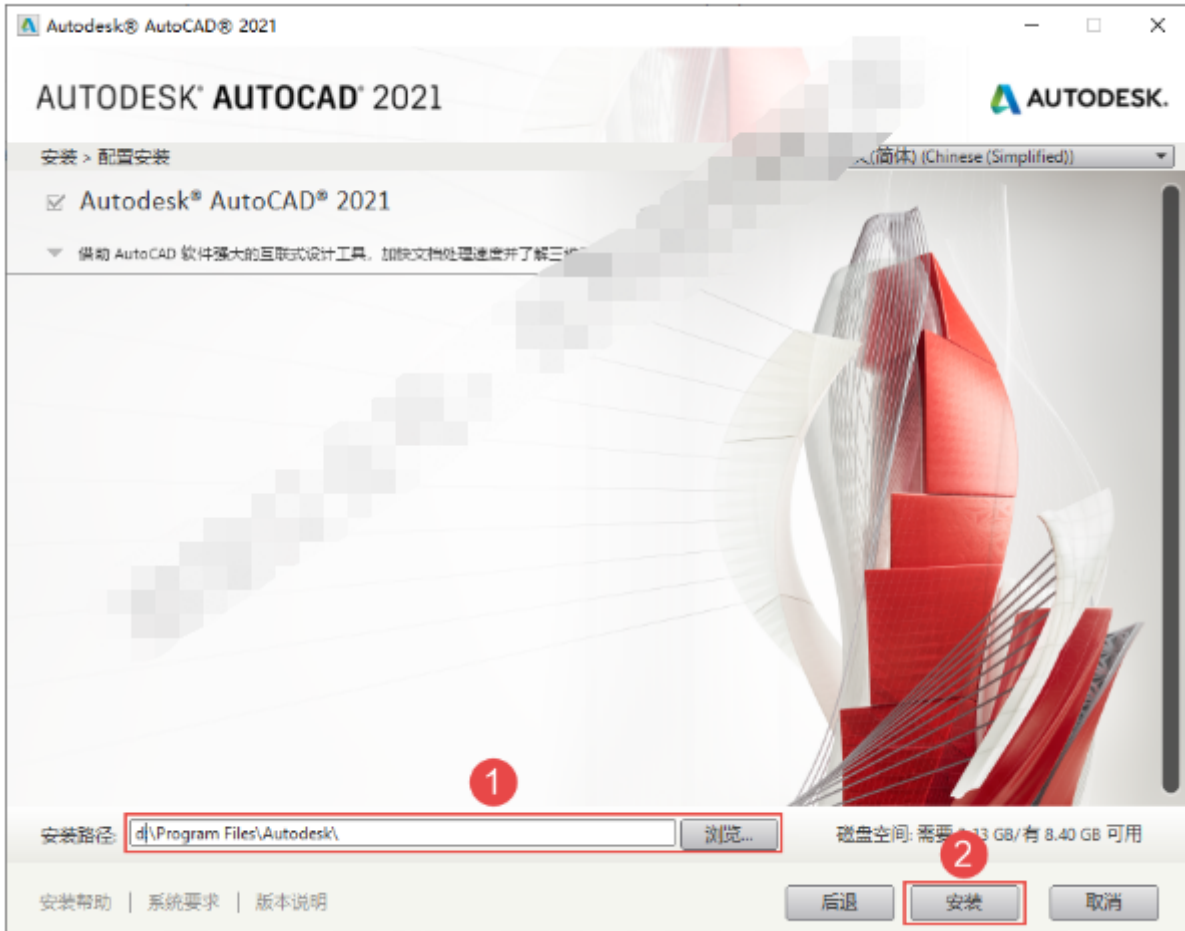 Autodesk® AutoCAD® 2021
AUTODESK® AUTOCAD® 2021
AUTODESK.
安装 > 配置安装
(简体) (Chinese (Simplified))
Autodesk® AutoCAD® 2021
借助 AutoCAD 软件强大的互联式设计工具，加快文档处理速度并了解三维
1
安装路径: d:\Program Files\Autodesk\ 浏览... 磁盘空间: 需要 GB/有 8.40 GB 可用
2
安装帮助 | 系统要求 | 版本说明 后退 安装 取消